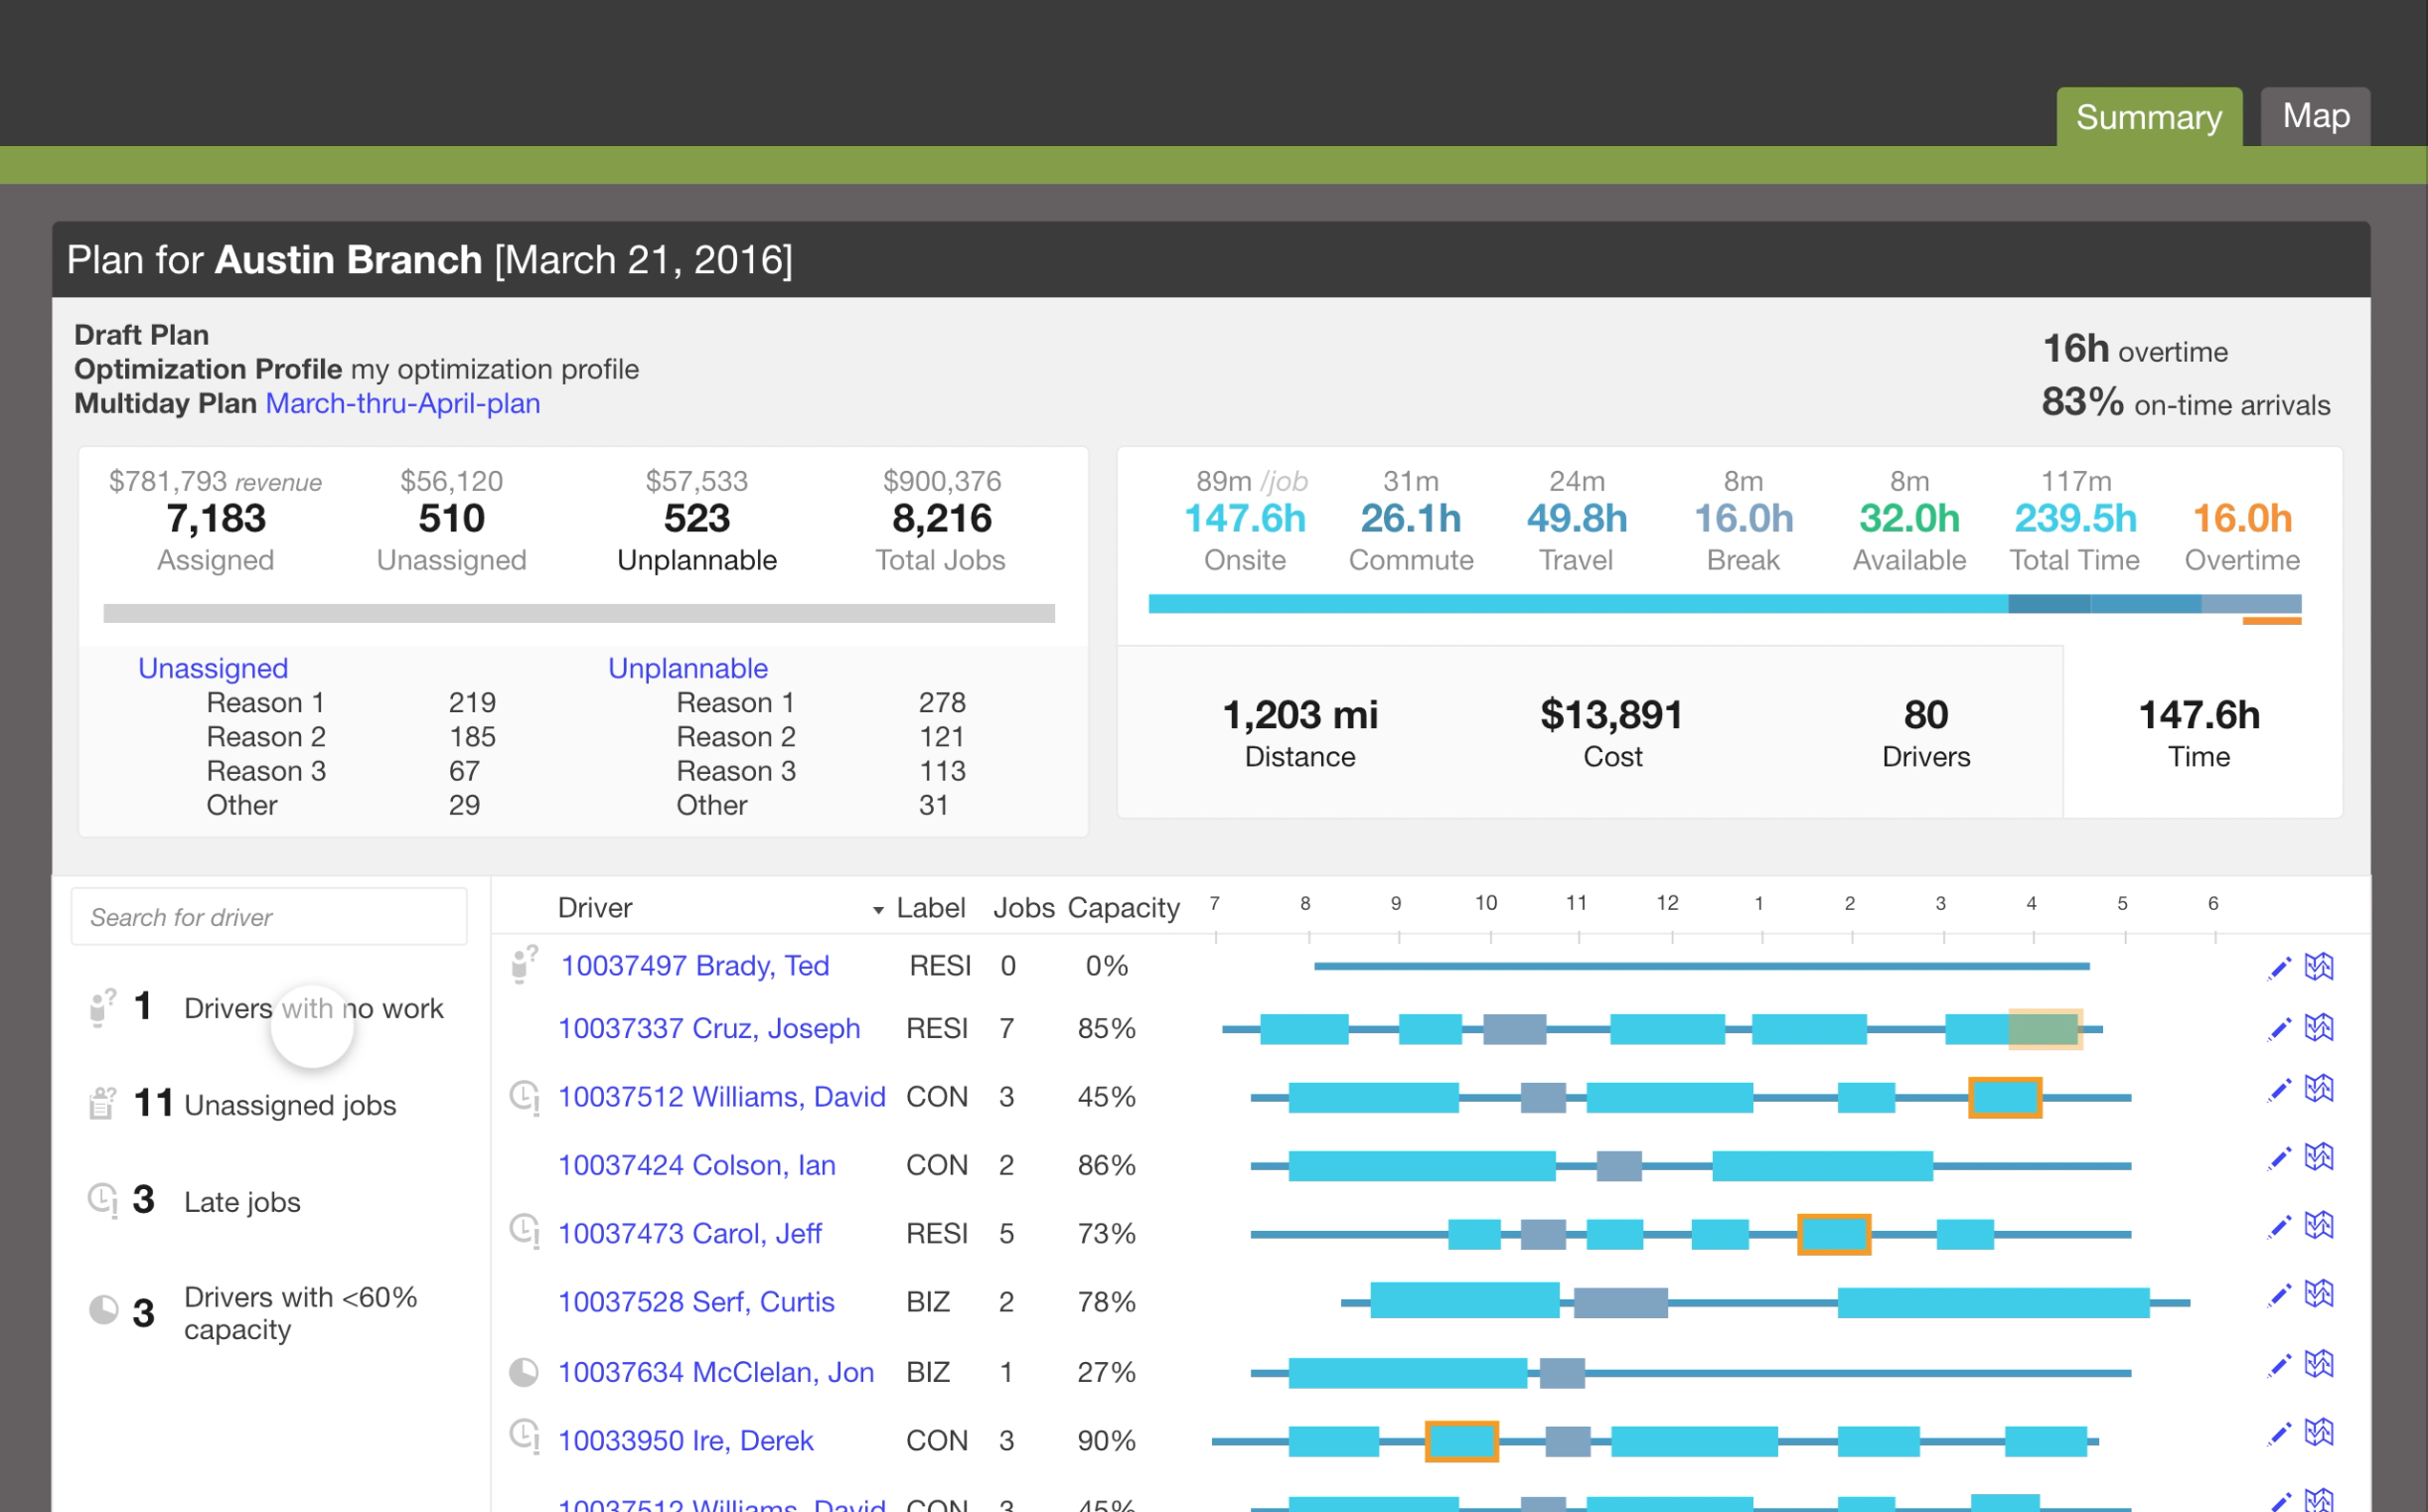 Summary Map
Plan for Austin Branch [March 21, 2016]
Draft Plan
Optimization Profile my optimization profile
Multiday Plan March-thru-April-plan
16h overtime
83% on-time arrivals
$781,793 revenue $56,120 $57,533 $900,376
7,183 510 523 8,216
Assigned Unassigned Unplannable Total Jobs
Unassigned Unplannable
Reason 1 219 Reason 1 278
Reason 2 185 Reason 2 121
Reason 3 67 Reason 3 113
Other 29 Other 31
89m /job 31m 24m 8m 8m 117m
147.6h 26.1h 49.8h 16.0h 32.0h 239.5h 16.0h
Onsite Commute Travel Break Available Total Time Overtime
1,203 mi $13,891 80 147.6h
Distance Cost Drivers Time
Search for driver
1 Drivers with no work
11 Unassigned jobs
3 Late jobs
3 Drivers with <60%
capacity
Driver Label Jobs Capacity 7 8 9 10 11 12 1 2 3 4 5 6
10037497 Brady, Ted RESI 0 0%
10037337 Cruz, Joseph RESI 7 85%
10037512 Williams, David CON 3 45%
10037424 Colson, Ian CON 2 86%
10037473 Carol, Jeff RESI 5 73%
10037528 Serf, Curtis BIZ 2 78%
10037634 McClelan, Jon BIZ 1 27%
10033950 Ire, Derek CON 3 90%
10037512 Williams, David CON 3 45%